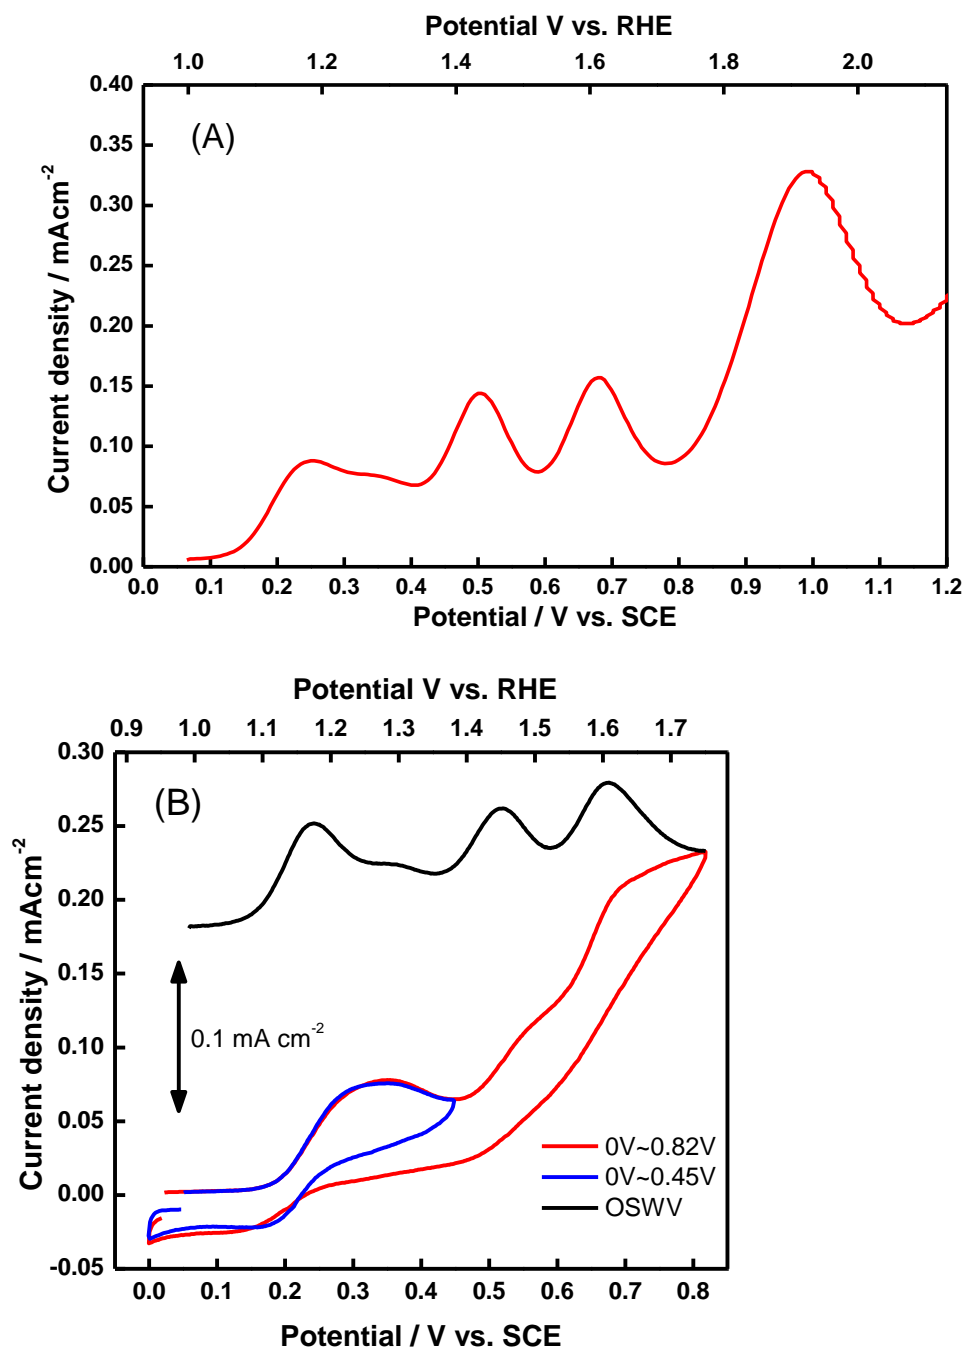 Potential V vs. RHE
1.0 1.2 1.4 1.6 1.8 2.0
0.40
(A)
0.35
0.30
0.25
0.20
0.15
0.10
0.05
0.00
Current density / mAcm-2
0.0 0.1 0.2 0.3 0.4 0.5 0.6 0.7 0.8 0.9 1.0 1.1 1.2
Potential / V vs. SCE
Potential V vs. RHE
0.9 1.0 1.1 1.2 1.3 1.4 1.5 1.6 1.7
0.30
(B)
0.25
0.20
0.15
0.10
0.05
0.00
-0.05
Current density / mAcm-2
0.1 mA cm-2
0V~0.82V
0V~0.45V
OSWV
0.0 0.1 0.2 0.3 0.4 0.5 0.6 0.7 0.8
Potential / V vs. SCE